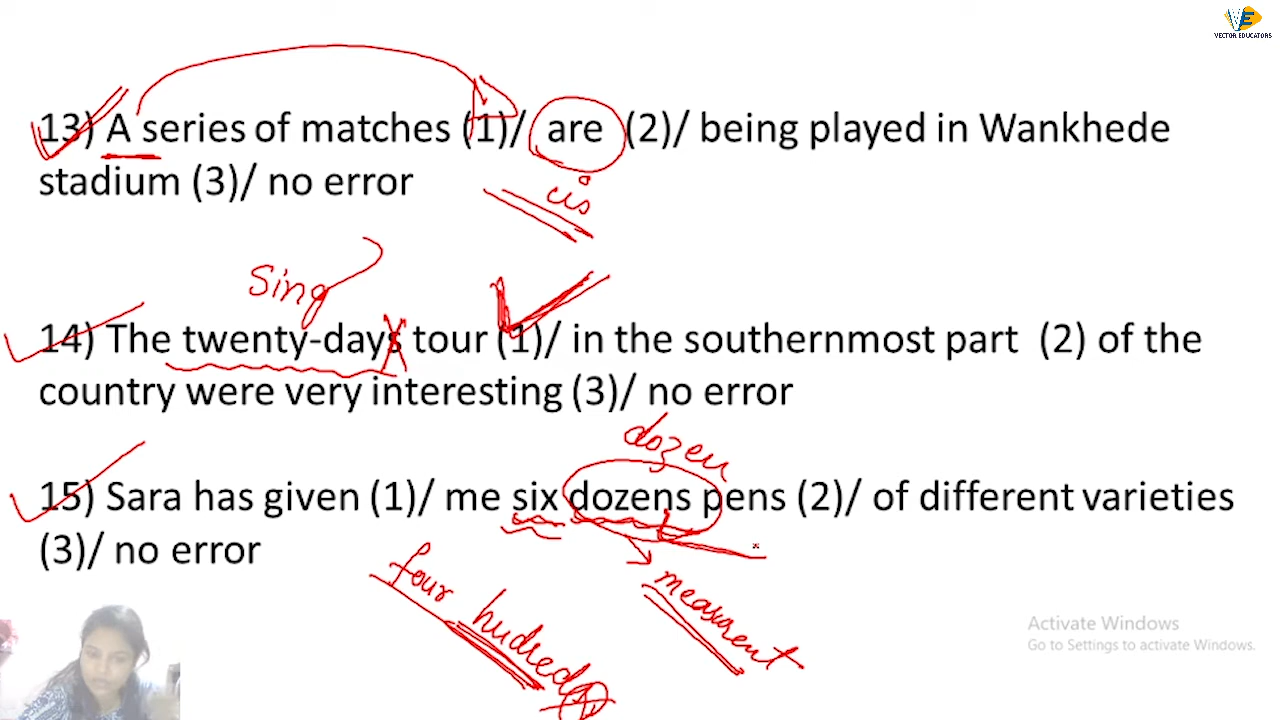 VECTOR EDUCATORS
13) A series of matches (1)/ are (2)/ being played in Wankhede
stadium (3)/ no error
is
Sing
14) The twenty-days tour (1)/ in the southernmost part (2) of the
country were very interesting (3)/ no error
dozen
15) Sara has given (1)/ me six dozens pens (2)/ of different varieties
(3)/ no error
four hudred
measurent
Activate Windows
Go to Settings to activate Windows.